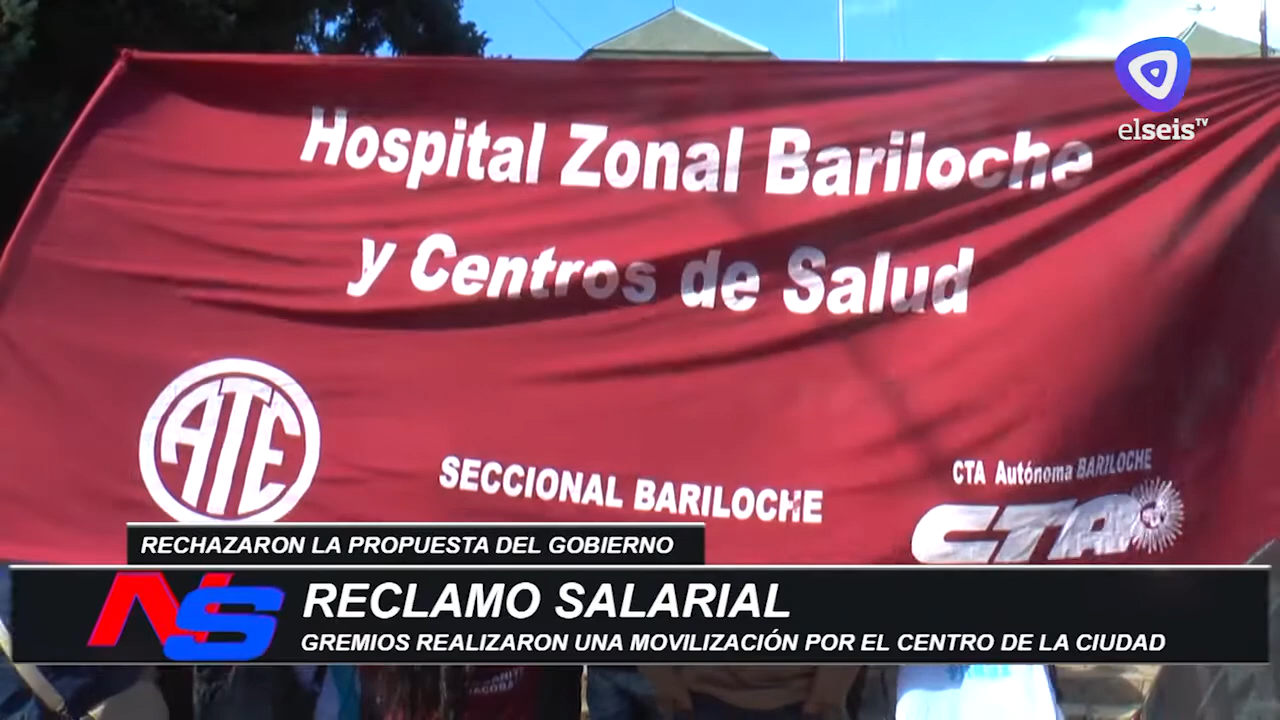 elseis TV
Hospital Zonal Bariloche
y Centros de Salud
ATE
SECCIONAL BARILOCHE
CTA Autónoma BARILOCHE
CTA
RECHAZARON LA PROPUESTA DEL GOBIERNO
NS
RECLAMO SALARIAL
GREMIOS REALIZARON UNA MOVILIZACIÓN POR EL CENTRO DE LA CIUDAD